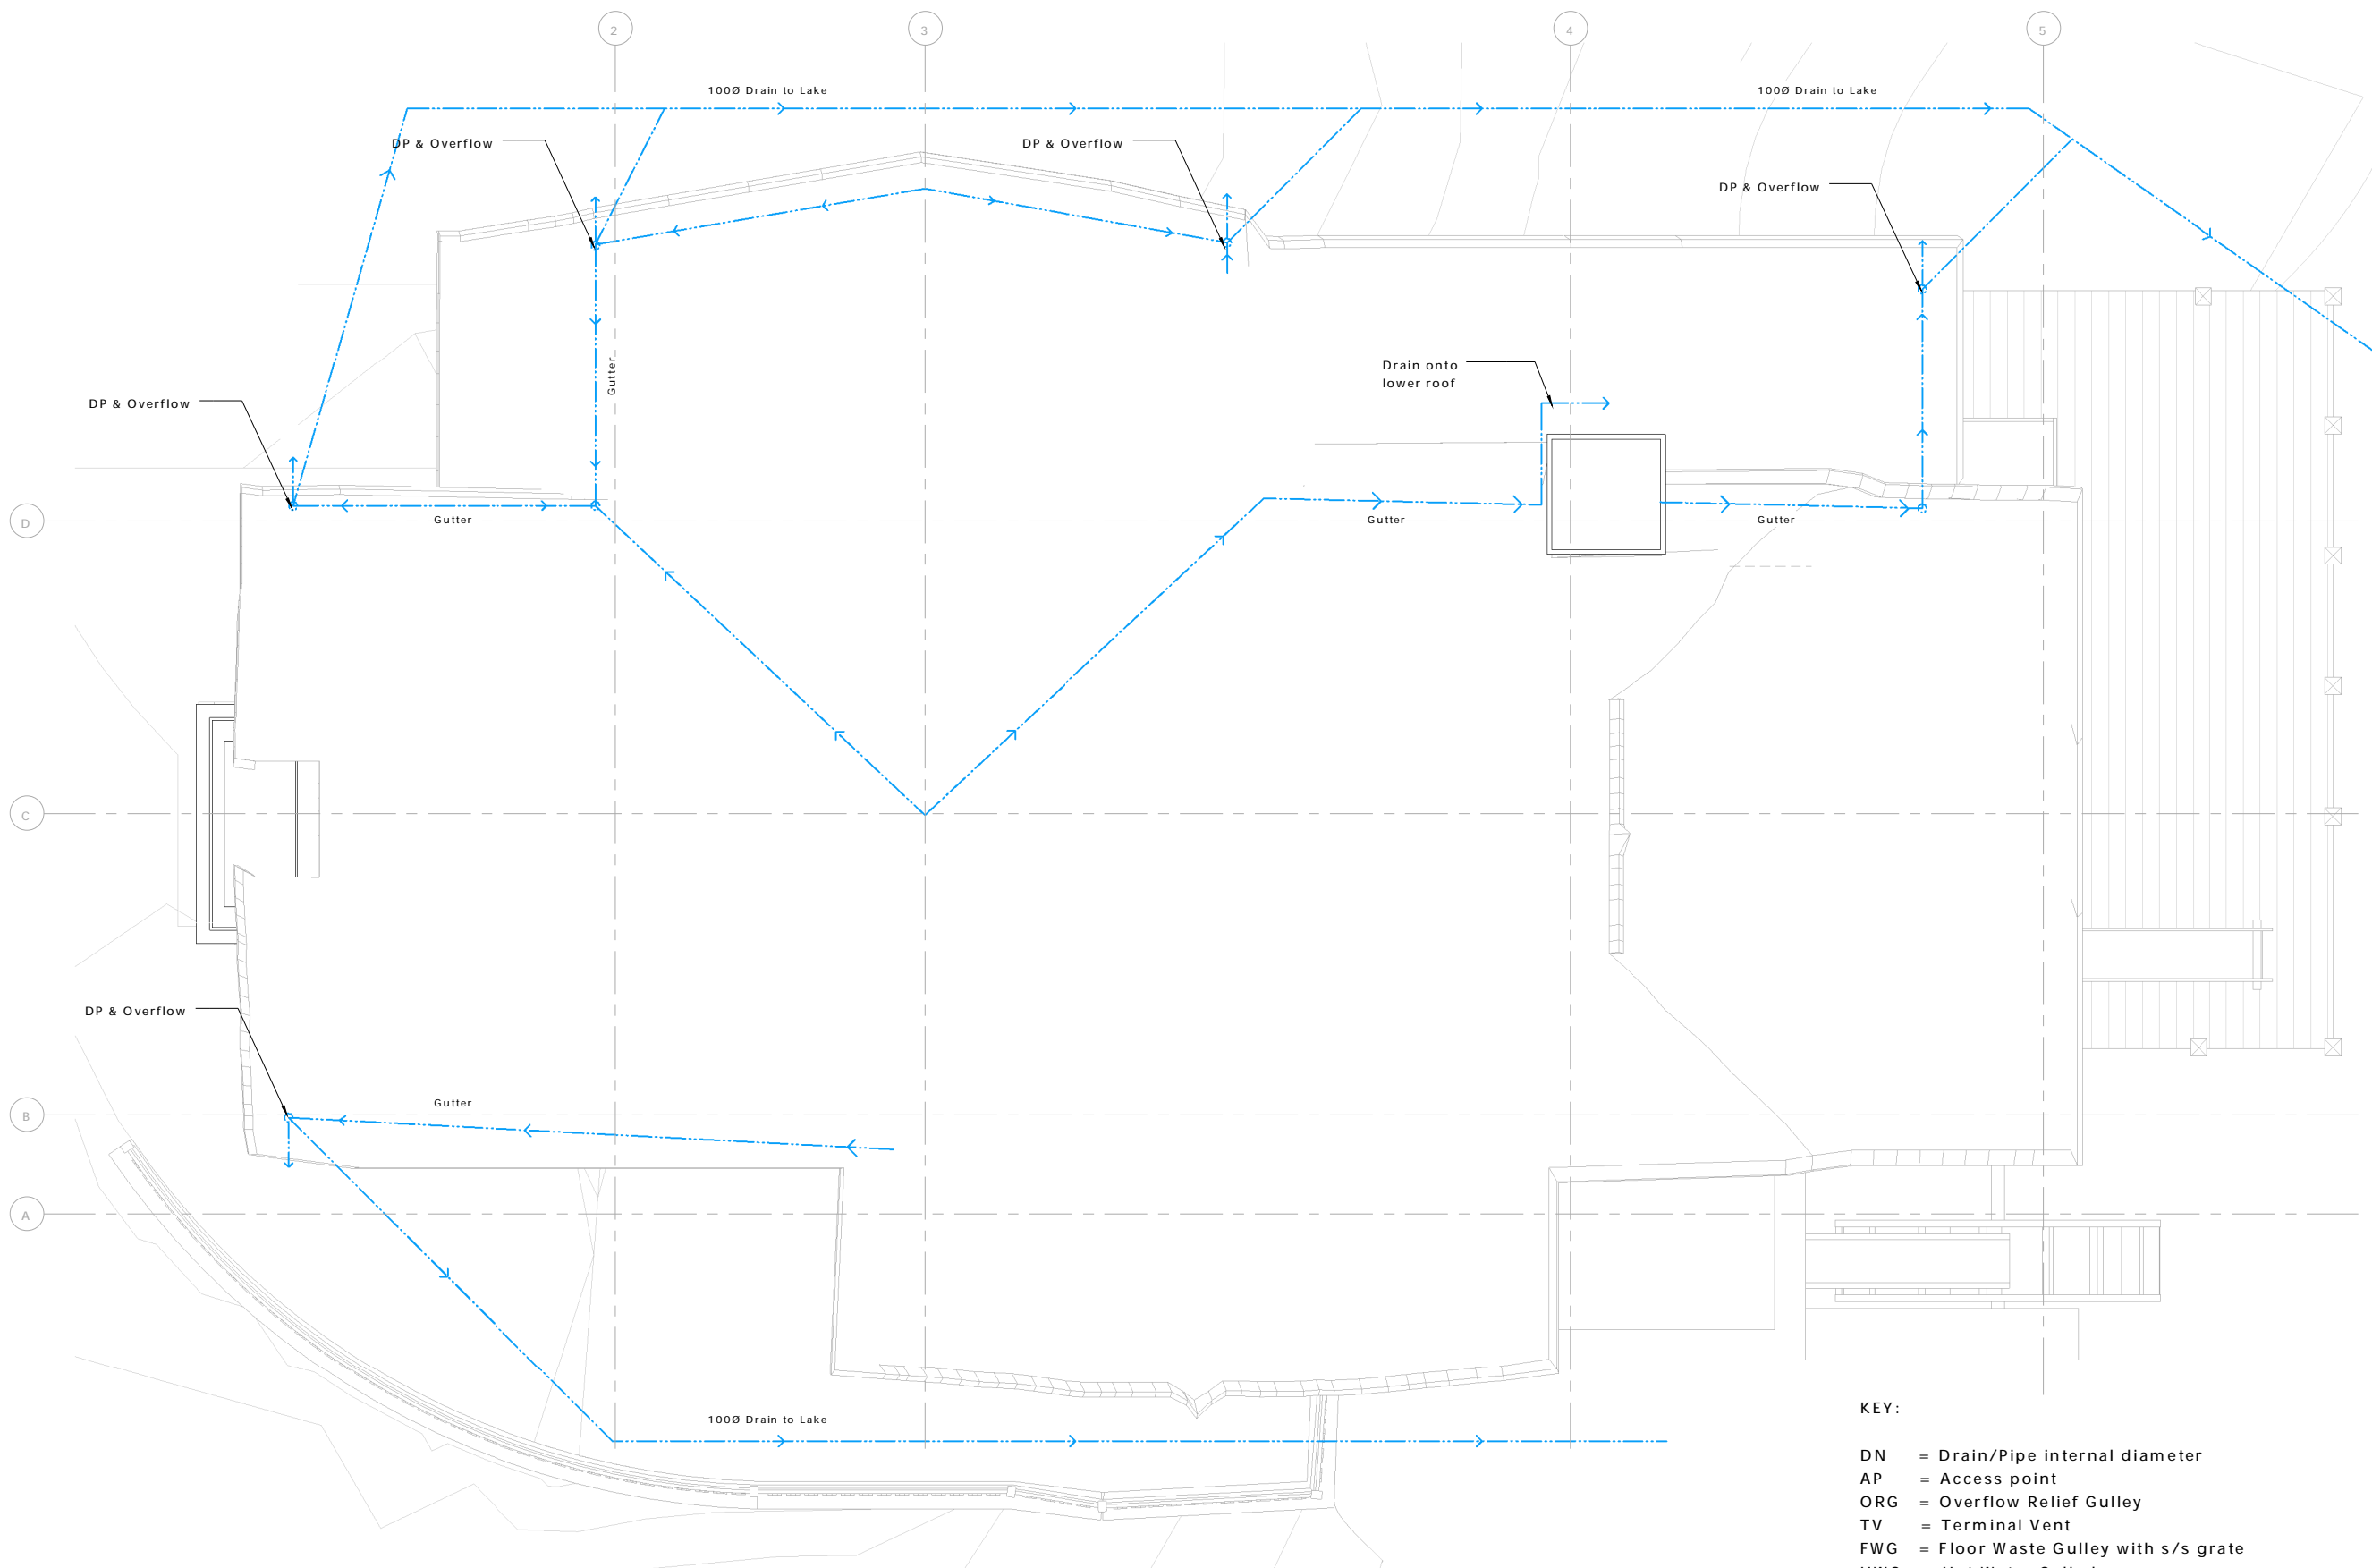 2
3
4
5
100Ø Drain to Lake
100Ø Drain to Lake
DP & Overflow
DP & Overflow
DP & Overflow
Gutter
Drain onto
lower roof
DP & Overflow
D
Gutter
Gutter
Gutter
C
DP & Overflow
Gutter
B
A
100Ø Drain to Lake
KEY:
DN = Drain/Pipe internal diameter
AP = Access point
ORG = Overflow Relief Gulley
TV = Terminal Vent
FWG = Floor Waste Gulley with s/s grate